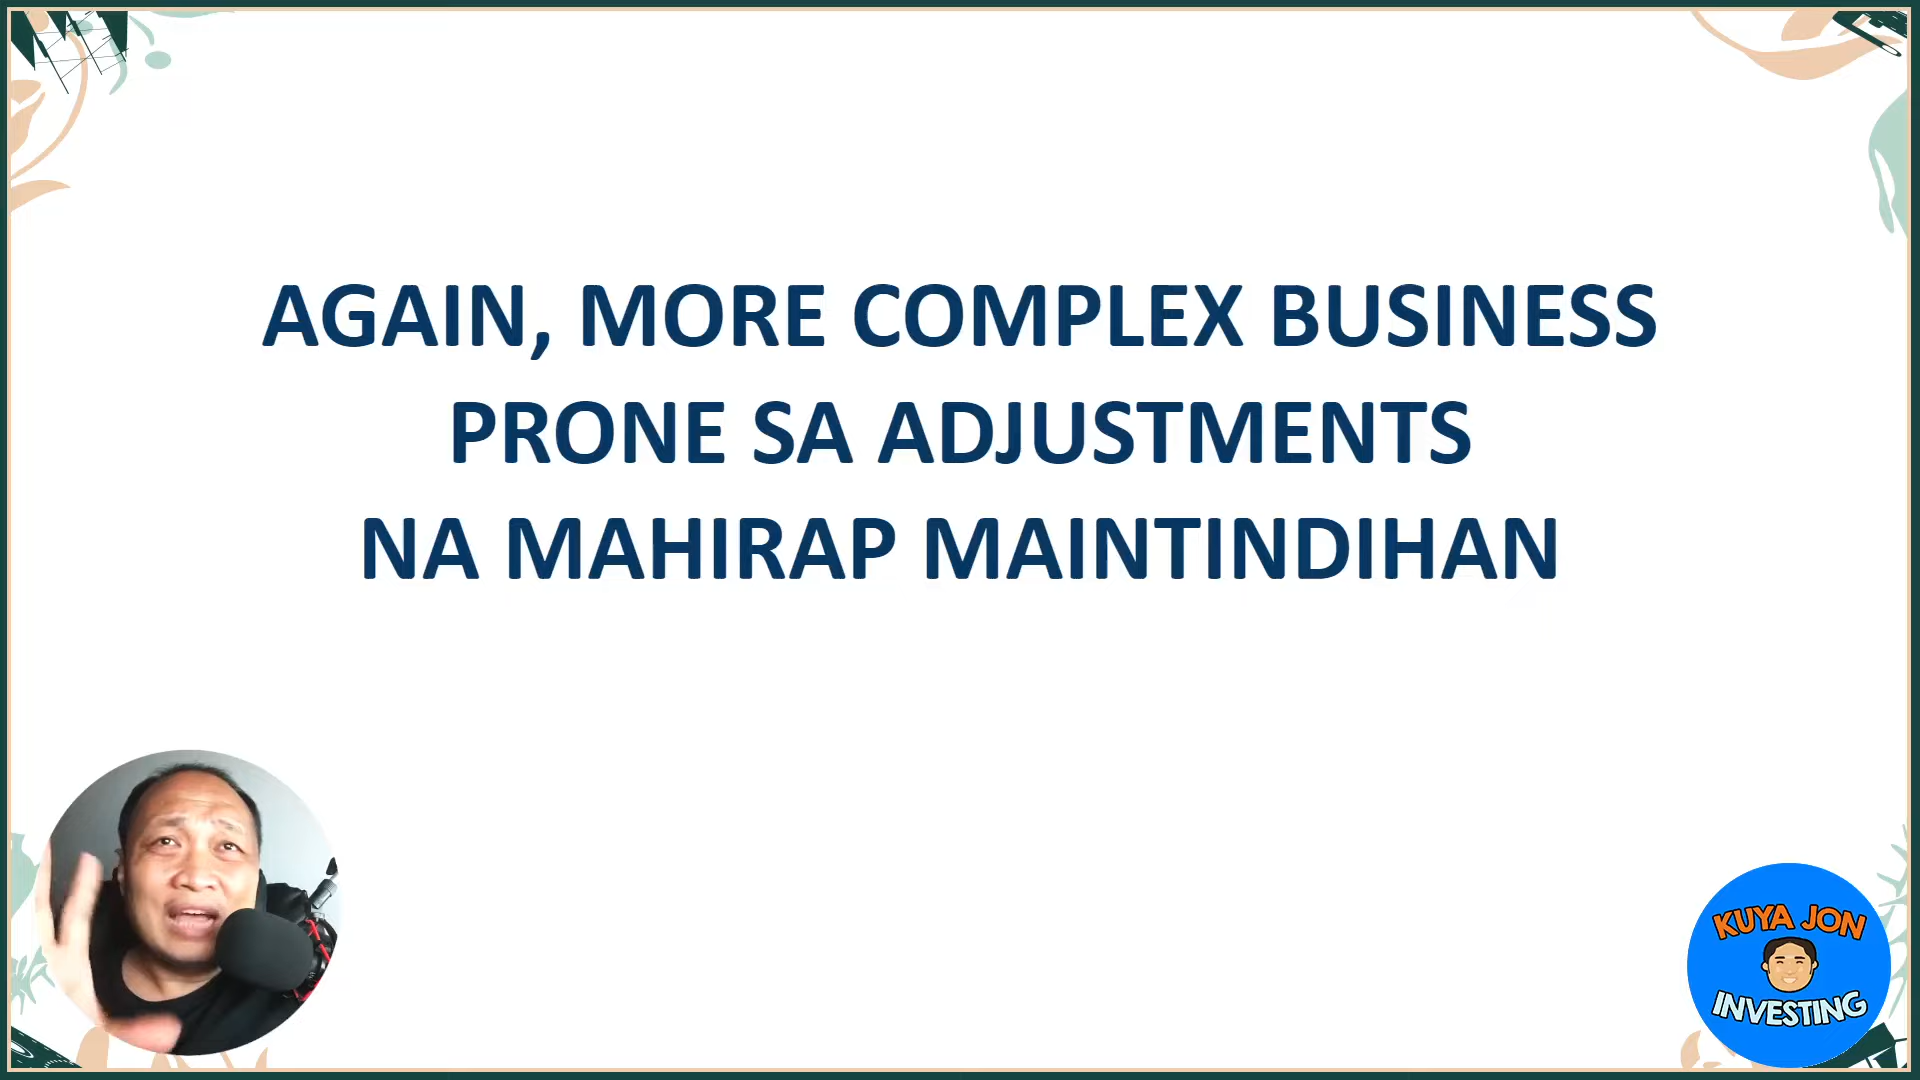 AGAIN, MORE COMPLEX BUSINESS
PRONE SA ADJUSTMENTS
NA MAHIRAP MAINTINDIHAN
KUYA JON
INVESTING